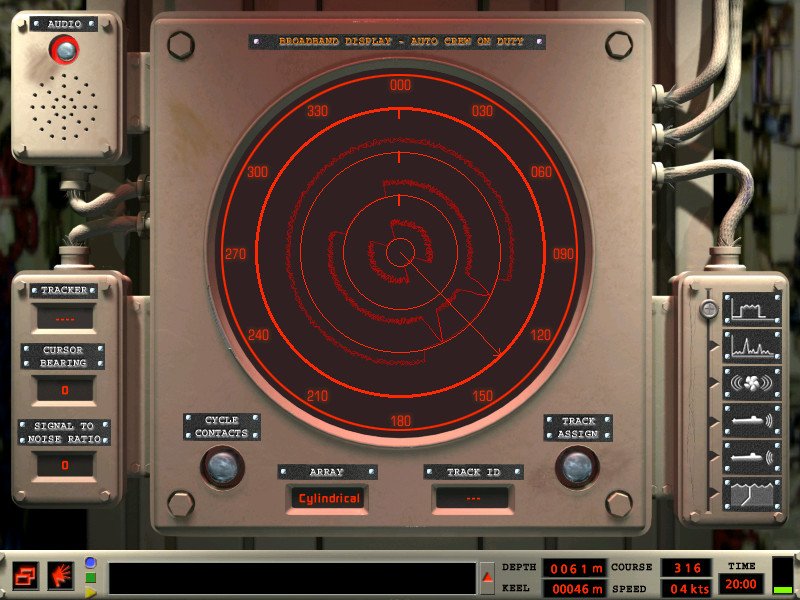 AUDIO
BROADBAND DISPLAY - AUTO CREW ON DUTY
000
030
060
090
120
150
180
210
240
270
300
330
TRACKER
----
CURSOR
BEARING
0
SIGNAL TO
NOISE RATIO
0
CYCLE
CONTACTS
TRACK
ASSIGN
ARRAY
Cylindrical
TRACK ID
---
DEPTH 0061 m COURSE 316 TIME
KEEL 00046 m SPEED 04 kts 20:00